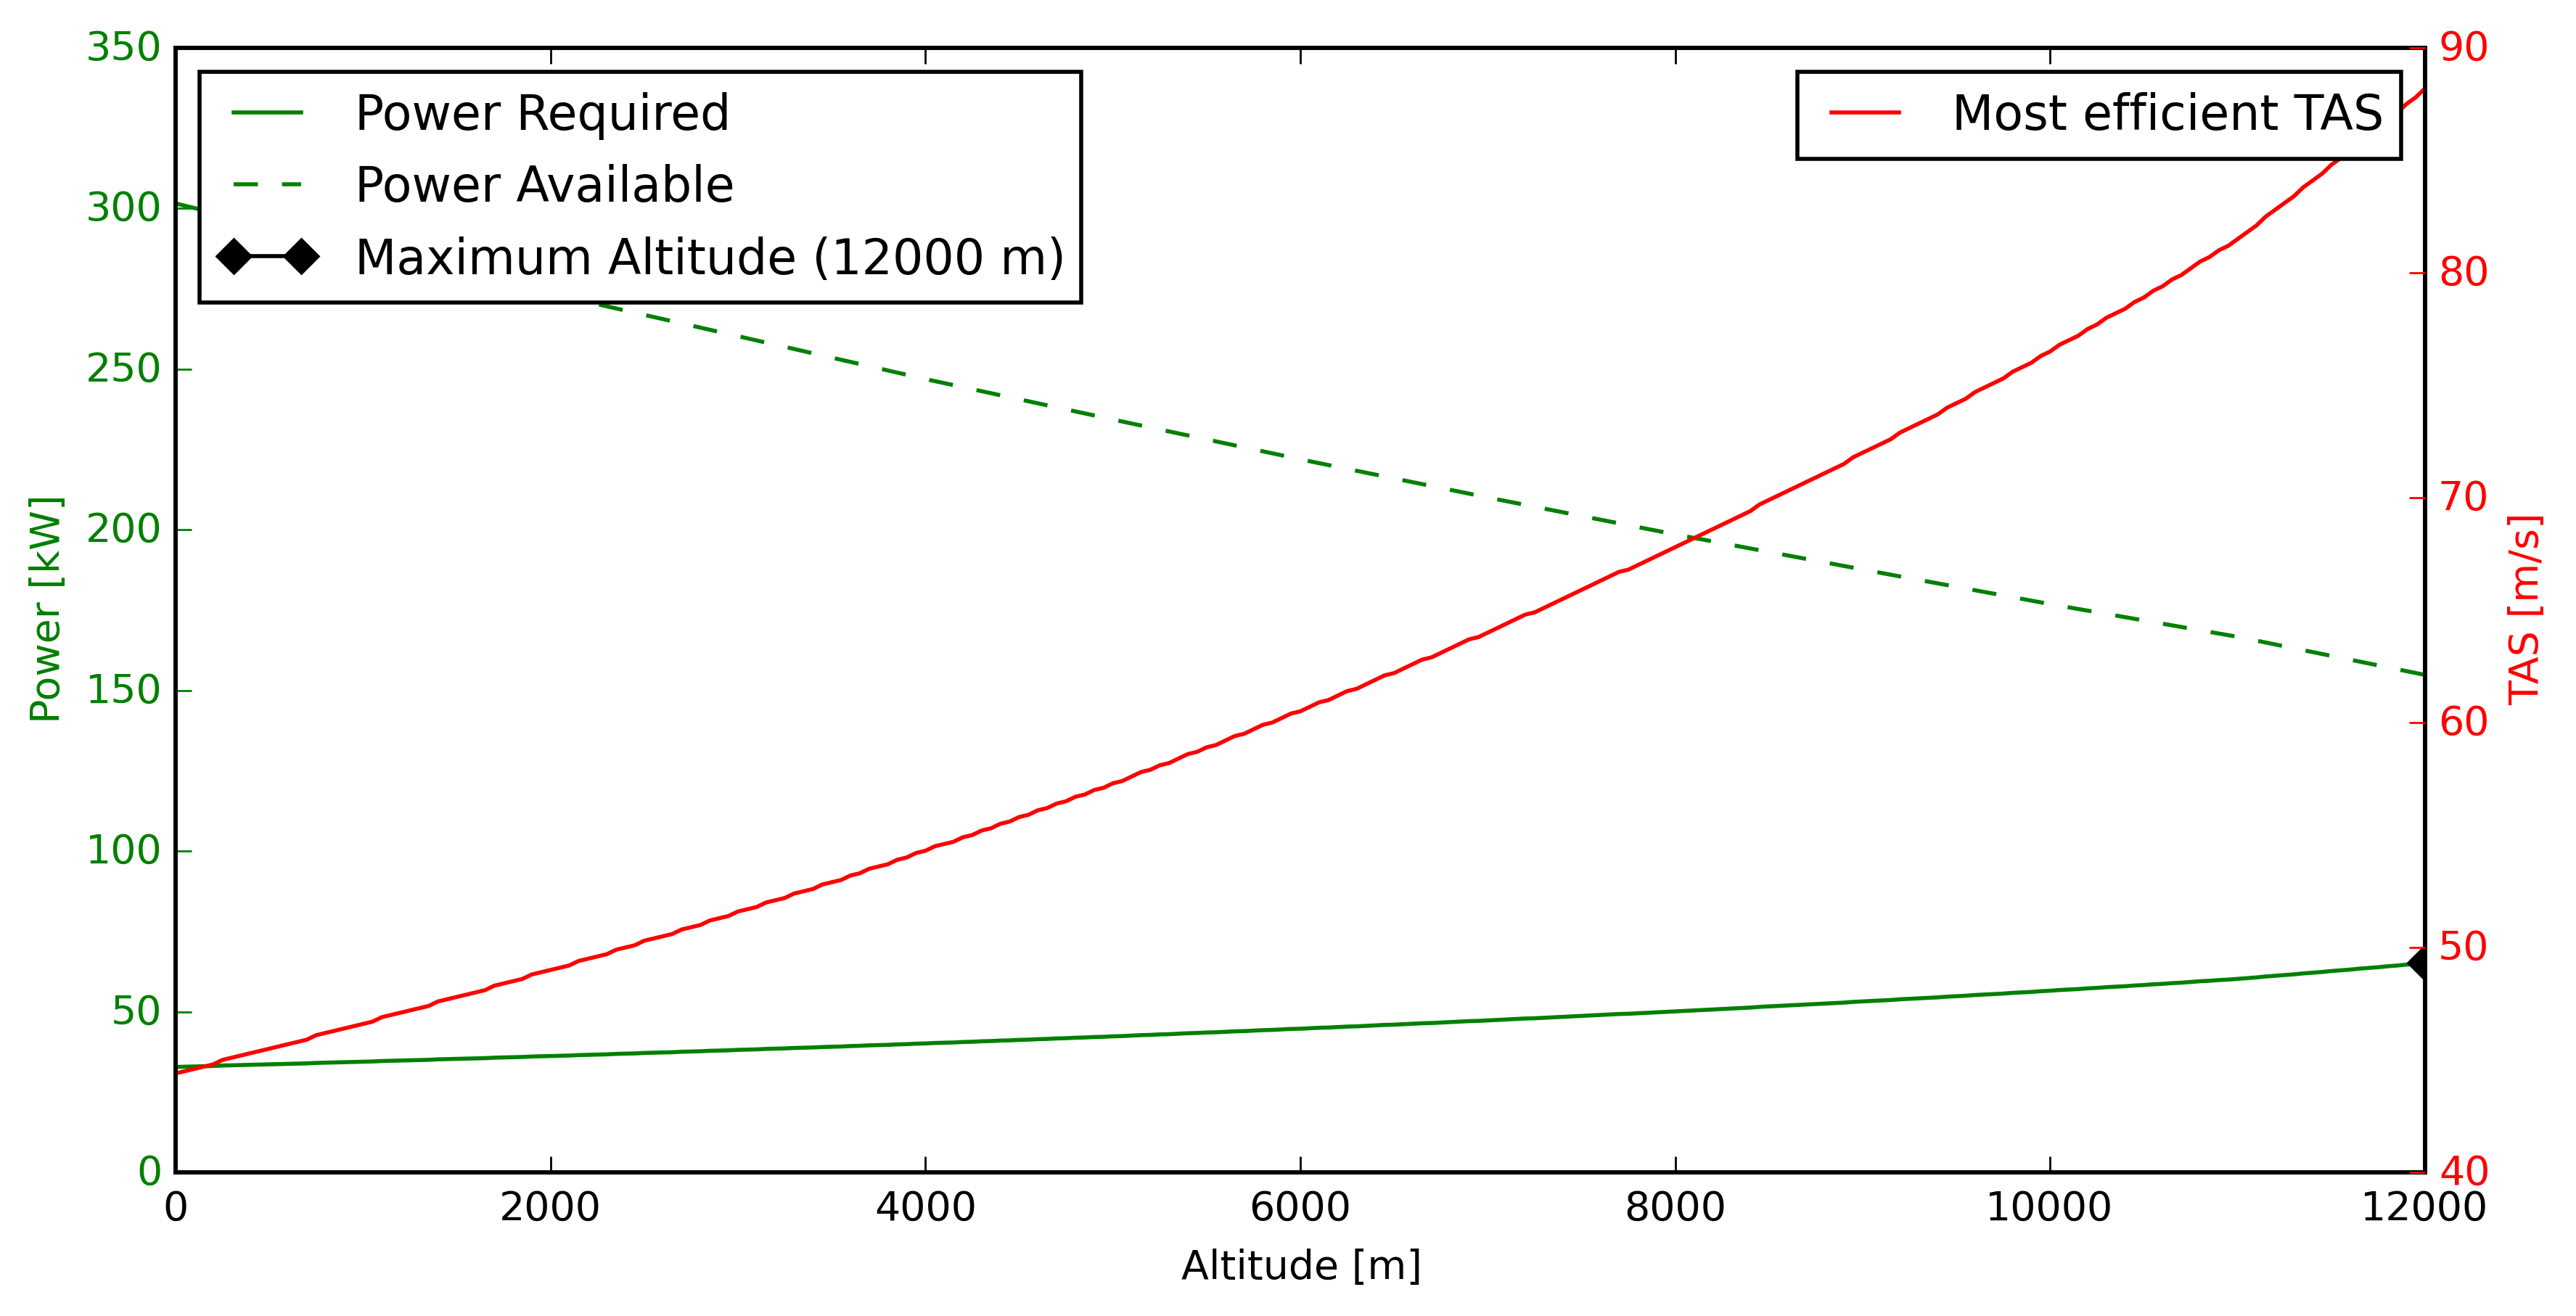 350
300
250
200
150
100
50
0
Power [kW]
Power Required
Power Available
Maximum Altitude (12000 m)
Most efficient TAS
90
80
70
60
50
40
TAS [m/s]
0 2000 4000 6000 8000 10000 12000
Altitude [m]